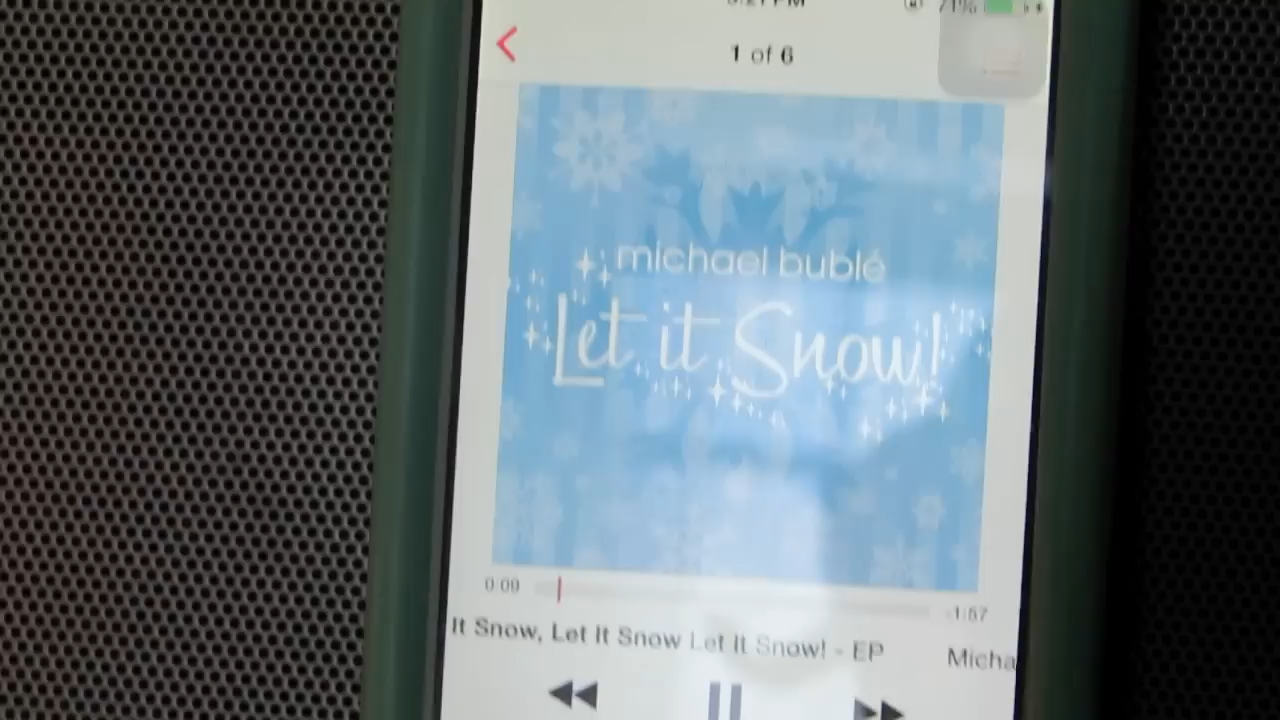 71%
1 of 6
michael bublé
Let it Snow!
0:09
-1:57
It Snow, Let It Snow Let It Snow! - EP Micha